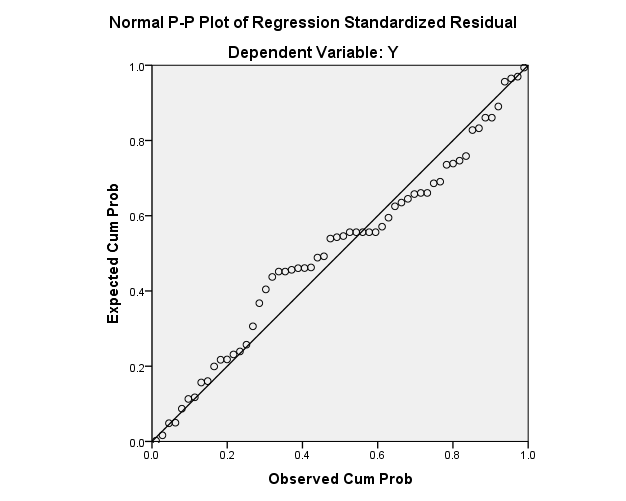 Normal P-P Plot of Regression Standardized Residual
Dependent Variable: Y
Expected Cum Prob
1.0
0.8
0.6
0.4
0.2
0.0
0.0 0.2 0.4 0.6 0.8 1.0
Observed Cum Prob